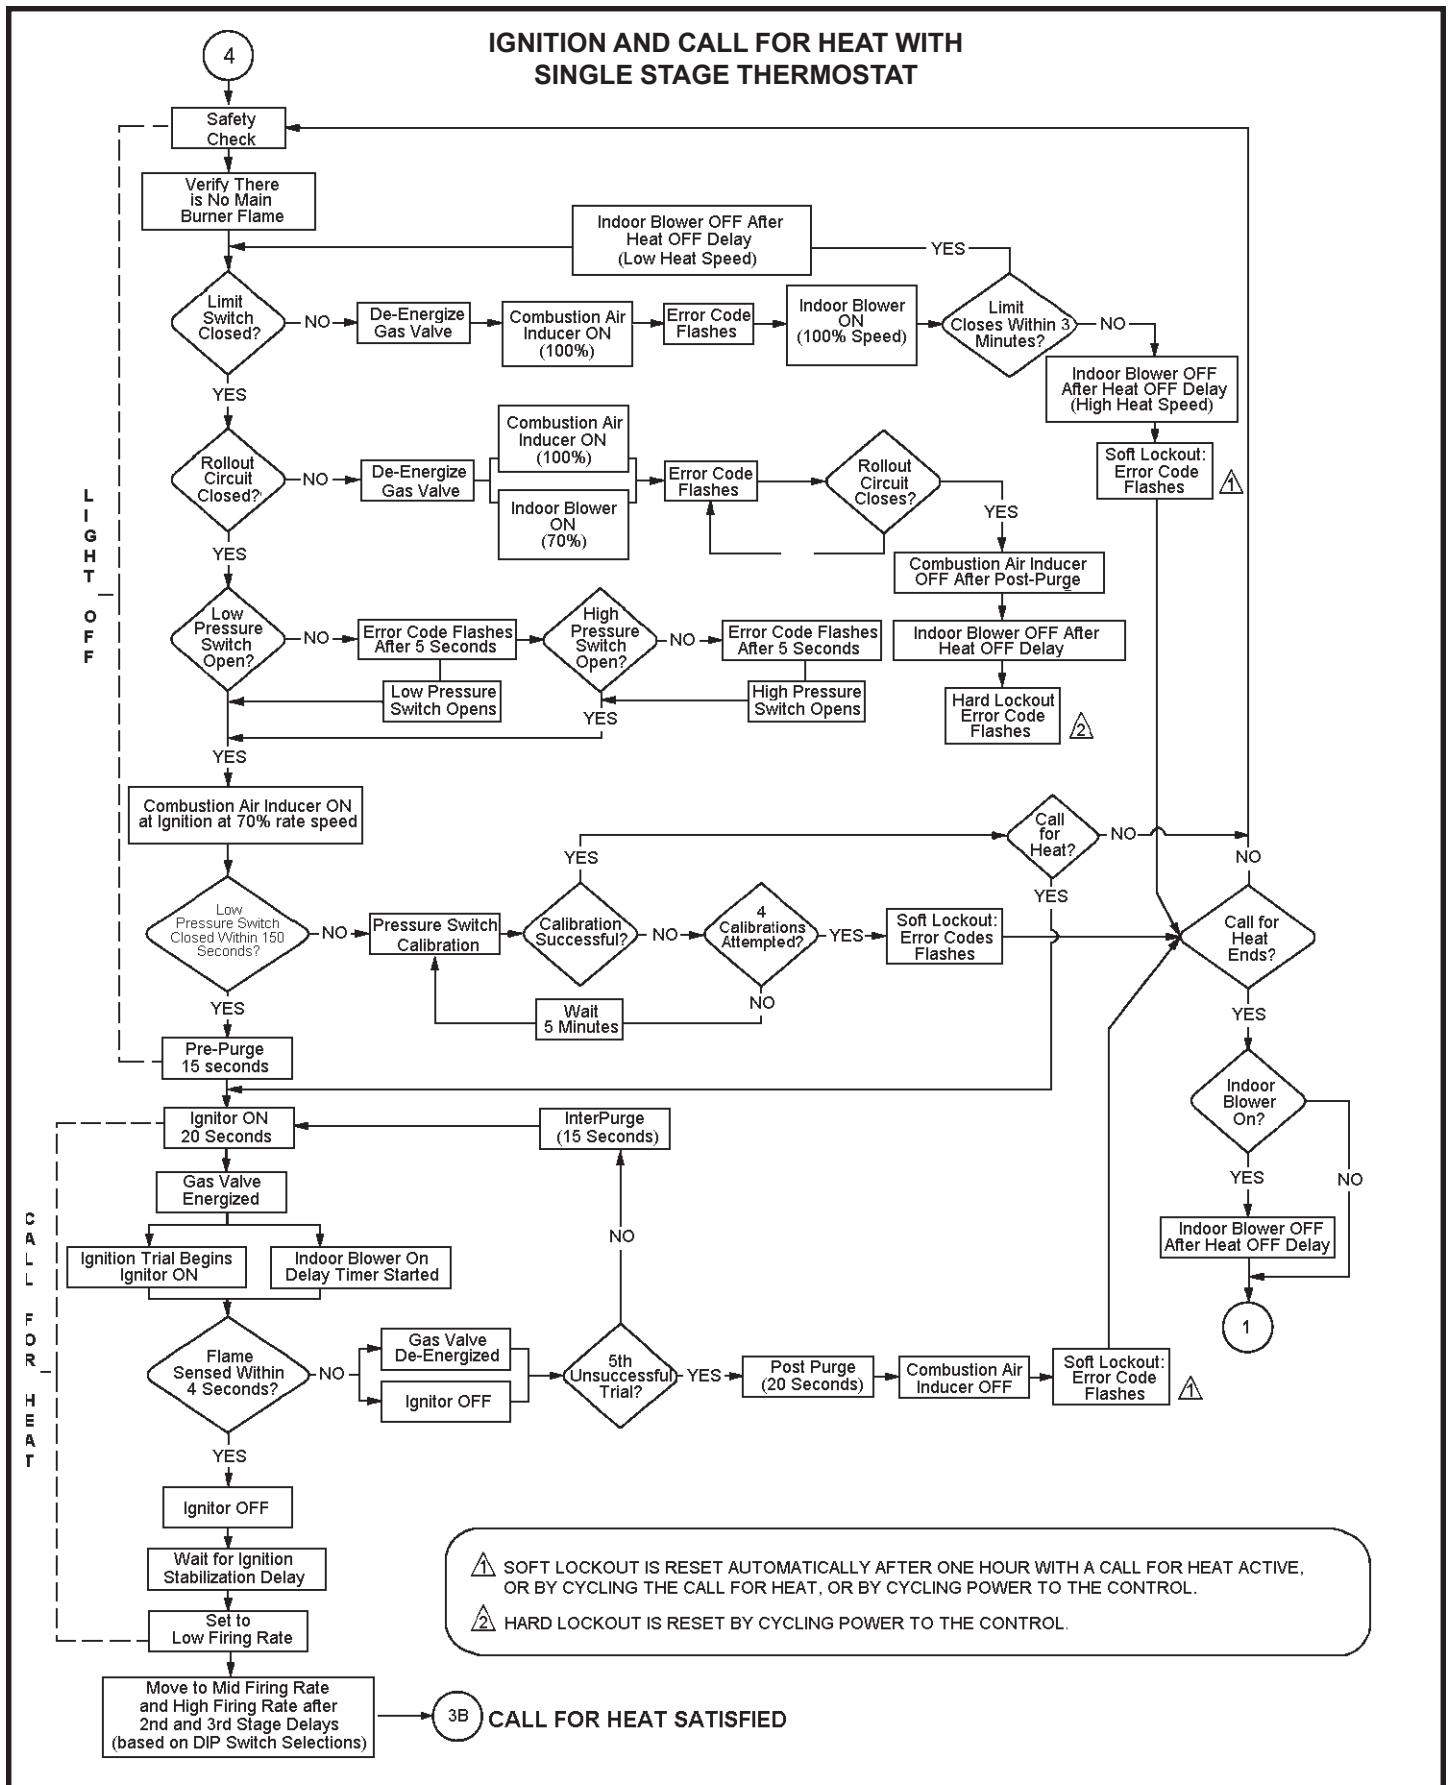 IGNITION AND CALL FOR HEAT WITH
SINGLE STAGE THERMOSTAT
4
Safety
Check
Verify There
is No Main
Burner Flame
Indoor Blower OFF After
Heat OFF Delay
(Low Heat Speed)
YES
Limit
Switch
Closed?
NO
De-Energize
Gas Valve
Combustion Air
Inducer ON
(100%)
Error Code
Flashes
Indoor Blower
ON
(100% Speed)
Limit
Closes Within 3
Minutes?
NO
Indoor Blower OFF
After Heat OFF Delay
(High Heat Speed)
Soft Lockout:
Error Code
Flashes
1
YES
Rollout
Circuit
Closed?
NO
De-Energize
Gas Valve
Combustion Air
Inducer ON
(100%)
Indoor Blower
ON
(70%)
Error Code
Flashes
Rollout
Circuit
Closes?
YES
Combustion Air Inducer
OFF After Post-Purge
Indoor Blower OFF After
Heat OFF Delay
Hard Lockout
Error Code
Flashes
2
LIGHT OFF
YES
Low
Pressure
Switch
Open?
NO
Error Code Flashes
After 5 Seconds
Low Pressure
Switch Opens
High
Pressure
Switch
Open?
NO
Error Code Flashes
After 5 Seconds
High Pressure
Switch Opens
YES
YES
Combustion Air Inducer ON
at Ignition at 70% rate speed
Low
Pressure Switch
Closed Within 150
Seconds?
NO
Pressure Switch
Calibration
Calibration
Successful?
YES
Call
for
Heat?
NO
YES
NO
4
Calibrations
Attempted?
YES
Soft Lockout:
Error Codes
Flashes
NO
Wait
5 Minutes
NO
Call for
Heat
Ends?
YES
Indoor
Blower
On?
YES
NO
Indoor Blower OFF
After Heat OFF Delay
1
YES
Pre-Purge
15 seconds
Ignitor ON
20 Seconds
InterPurge
(15 Seconds)
Gas Valve
Energized
Ignition Trial Begins
Ignitor ON
Indoor Blower On
Delay Timer Started
CALL FOR HEAT
Flame
Sensed Within
4 Seconds?
NO
Gas Valve
De-Energized
Ignitor OFF
5th
Unsuccessful
Trial?
NO
YES
Post Purge
(20 Seconds)
Combustion Air
Inducer OFF
Soft Lockout:
Error Code
Flashes
1
YES
Ignitor OFF
Wait for Ignition
Stabilization Delay
Set to
Low Firing Rate
Move to Mid Firing Rate
and High Firing Rate after
2nd and 3rd Stage Delays
(based on DIP Switch Selections)
3B
CALL FOR HEAT SATISFIED
1 SOFT LOCKOUT IS RESET AUTOMATICALLY AFTER ONE HOUR WITH A CALL FOR HEAT ACTIVE,
OR BY CYCLING THE CALL FOR HEAT, OR BY CYCLING POWER TO THE CONTROL.
2 HARD LOCKOUT IS RESET BY CYCLING POWER TO THE CONTROL.